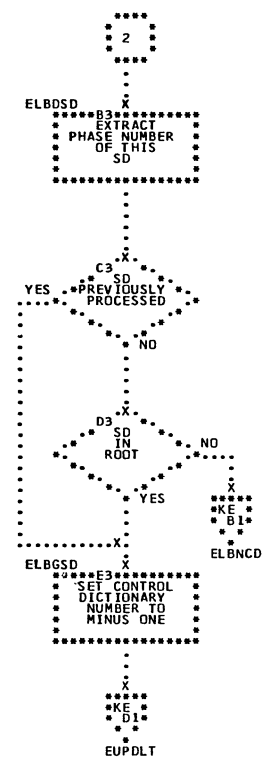 2
ELBDSD
B3
EXTRACT
PHASE NUMBER
OF THIS
SD
C3
SD
YES PREVIOUSLY
PROCESSED
NO
D3
SD
IN
ROOT
NO
YES
KE
B1
ELBNCD
ELBGSD
E3
SET CONTROL
DICTIONARY
NUMBER TO
MINUS ONE
KE
D1
EUPDLT